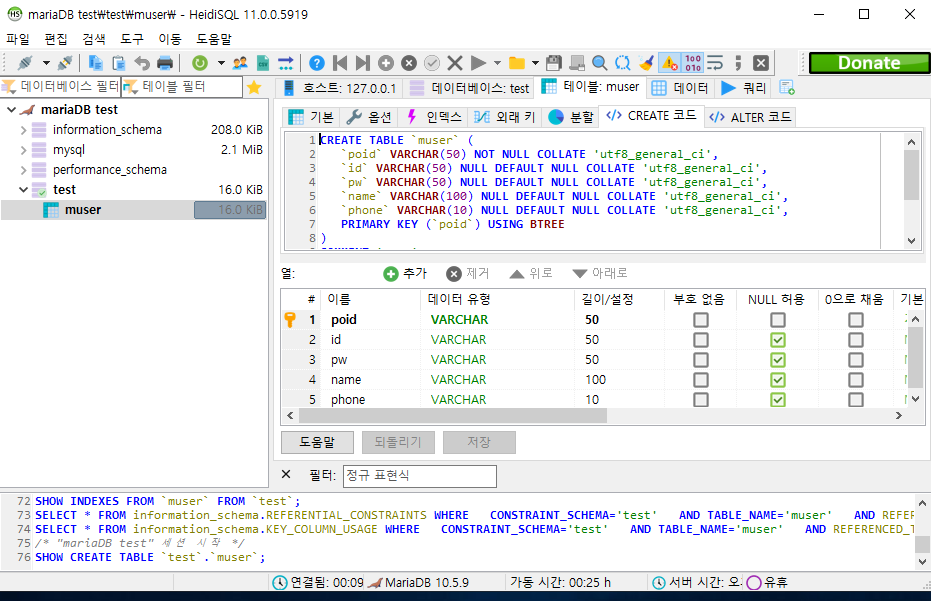 mariaDB test₩test₩muser₩ - HeidiSQL 11.0.0.5919
파일 편집 검색 도구 이동 도움말
Donate
데이터베이스 필터 테이블 필터
호스트: 127.0.0.1 데이터베이스: test 테이블: muser 데이터 쿼리
mariaDB test
information_schema 208.0 KiB
mysql 2.1 MiB
performance_schema
test 16.0 KiB
muser 16.0 KiB
기본 옵션 인덱스 외래 키 분할 CREATE 코드 ALTER 코드
1 CREATE TABLE `muser` (
2 `poid` VARCHAR(50) NOT NULL COLLATE 'utf8_general_ci',
3 `id` VARCHAR(50) NULL DEFAULT NULL COLLATE 'utf8_general_ci',
4 `pw` VARCHAR(50) NULL DEFAULT NULL COLLATE 'utf8_general_ci',
5 `name` VARCHAR(100) NULL DEFAULT NULL COLLATE 'utf8_general_ci',
6 `phone` VARCHAR(10) NULL DEFAULT NULL COLLATE 'utf8_general_ci',
7 PRIMARY KEY (`poid`) USING BTREE
8 )
열: 추가 제거 위로 아래로
# 이름 데이터 유형 길이/설정 부호 없음 NULL 허용 0으로 채움 기본
1 poid VARCHAR 50
2 id VARCHAR 50
3 pw VARCHAR 50
4 name VARCHAR 100
5 phone VARCHAR 10
도움말 되돌리기 저장
필터: 정규 표현식
72 SHOW INDEXES FROM `muser` FROM `test`;
73 SELECT * FROM information_schema.REFERENTIAL_CONSTRAINTS WHERE CONSTRAINT_SCHEMA='test' AND TABLE_NAME='muser' AND REFER
74 SELECT * FROM information_schema.KEY_COLUMN_USAGE WHERE CONSTRAINT_SCHEMA='test' AND TABLE_NAME='muser' AND REFERENCED_T
75 /* "mariaDB test" 세션 시작 */
76 SHOW CREATE TABLE `test`.`muser`;
연결됨: 00:09 MariaDB 10.5.9 가동 시간: 00:25 h 서버 시간: 오 유휴